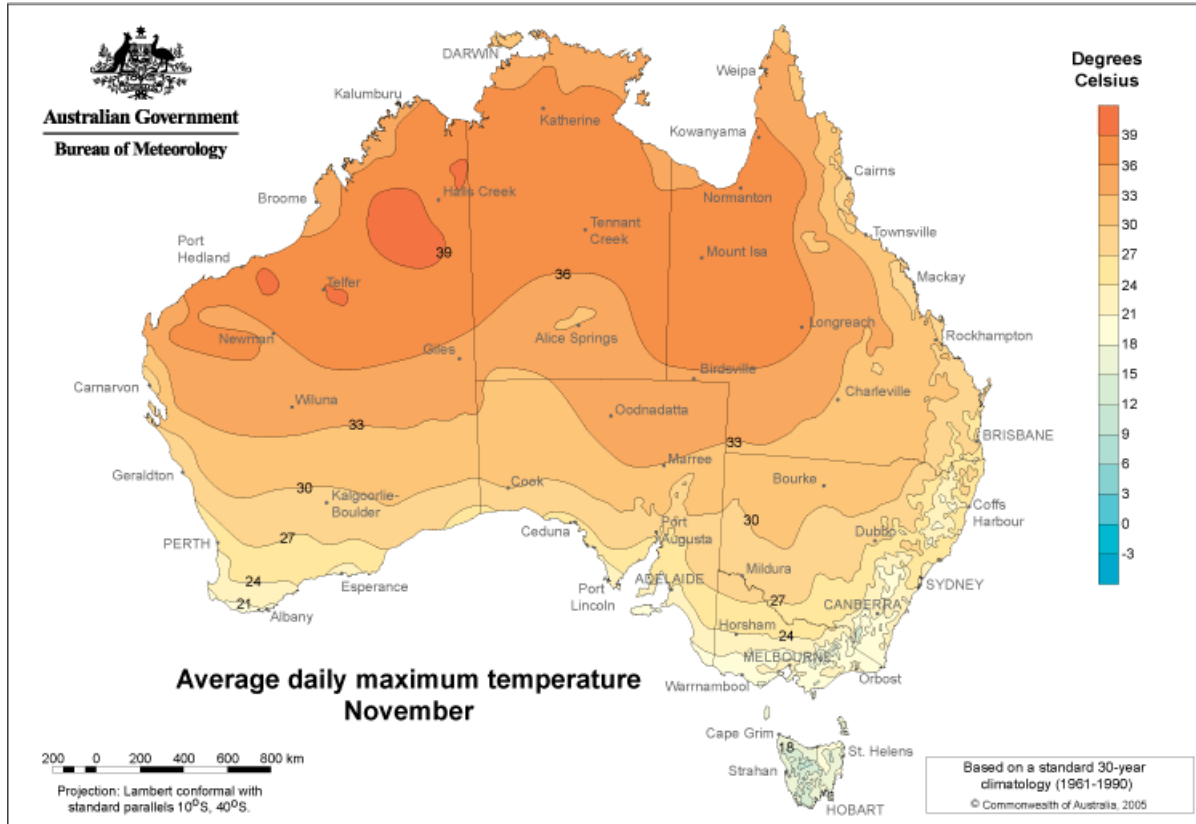 Australian Government
Bureau of Meteorology
Degrees
Celsius
39
36
33
30
27
24
21
18
15
12
9
6
3
0
-3
DARWIN
Weipa
Kalumburu
Katherine
Kowanyama
Cairns
Halls Creek
Normanton
Broome
Tennant
Creek
Townsville
Port
Hedland
39
Mount Isa
36
Mackay
Telfer
Newman
Alice Springs
Longreach
Rockhampton
Giles
Birdsville
Carnarvon
Charleville
Wiluna
Oodnadatta
33
33
BRISBANE
Marree
Geraldton
30
Cook
Bourke
Kalgoorlie-
Boulder
Coffs
Harbour
30
Ceduna
Port
Augusta
Dubbo
PERTH
27
Mildura
24
Esperance
Port
Lincoln
ADELAIDE
SYDNEY
21
Albany
27
CANBERRA
Horsham
24
MELBOURNE
Warrnambool
Orbost
Average daily maximum temperature
November
Cape Grim
18
St. Helens
Strahan
HOBART
200 0 200 400 600 800 km
Projection: Lambert conformal with
standard parallels 10°S, 40°S.
Based on a standard 30-year
climatology (1961-1990)
© Commonwealth of Australia, 2005